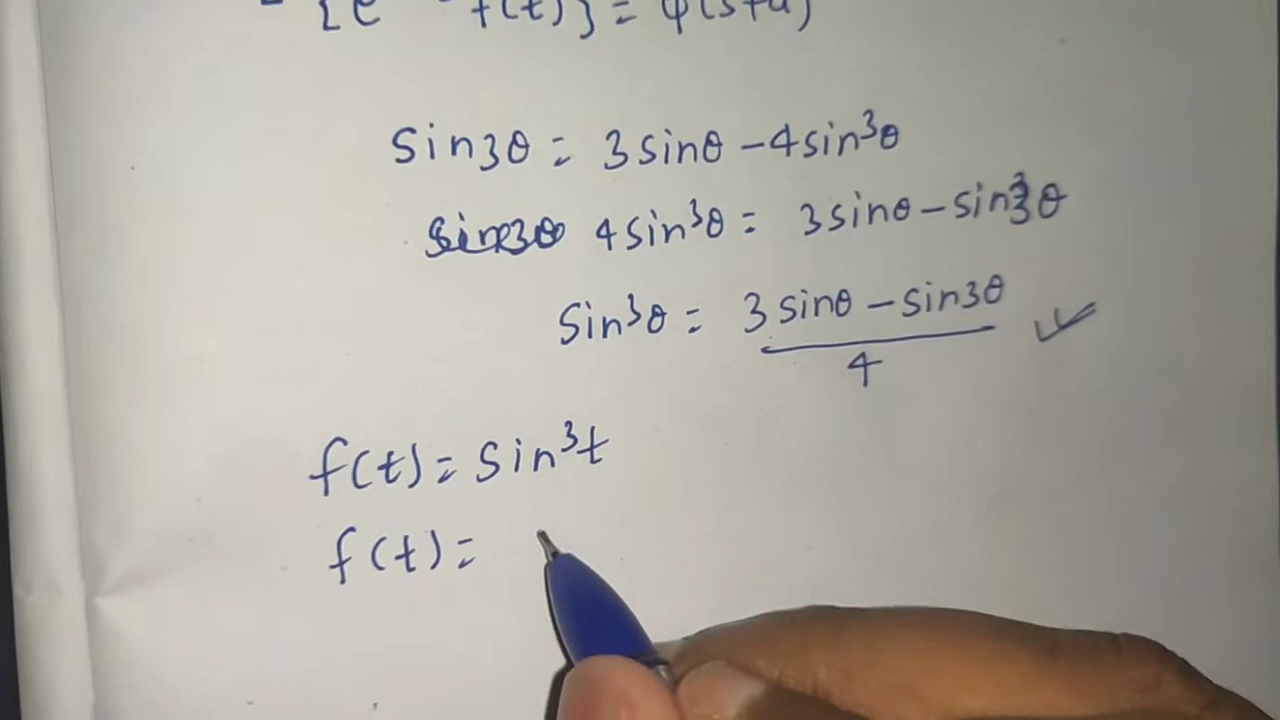 {e f(t)} = φ(s+a)
sin3θ = 3sinθ - 4sin³θ
4sin³θ = 3sinθ - sin3θ
sin³θ = 3sinθ - sin3θ / 4
f(t) = sin³t
f(t) =